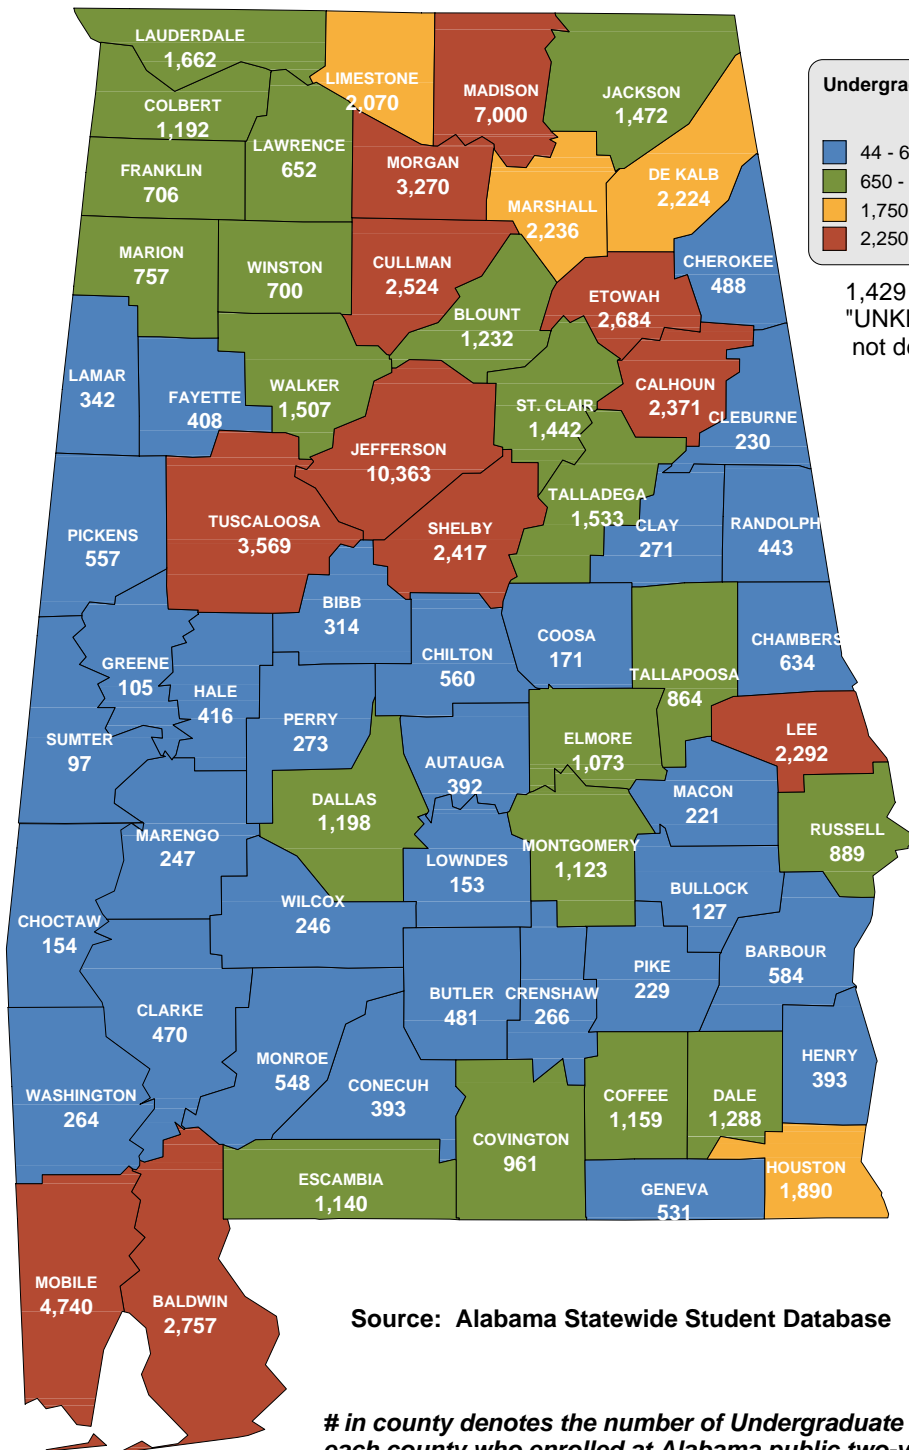 LAUDERDALE
1,662
LIMESTONE
2,070
MADISON
7,000
JACKSON
1,472
COLBERT
1,192
LAWRENCE
652
FRANKLIN
706
MORGAN
3,270
MARSHALL
2,236
DE KALB
2,224
MARION
757
WINSTON
700
CULLMAN
2,524
BLOUNT
1,232
ETOWAH
2,684
CHEROKEE
488
LAMAR
342
FAYETTE
408
WALKER
1,507
JEFFERSON
10,363
ST. CLAIR
1,442
CALHOUN
2,371
CLEBURNE
230
PICKENS
557
TUSCALOOSA
3,569
SHELBY
2,417
TALLADEGA
1,533
CLAY
271
RANDOLPH
443
BIBB
314
GREENE
105
HALE
416
CHILTON
560
COOSA
171
TALLAPOOSA
864
CHAMBERS
634
SUMTER
97
PERRY
273
AUTAUGA
392
ELMORE
1,073
LEE
2,292
MACON
221
RUSSELL
889
DALLAS
1,198
MARENGO
247
LOWNDES
153
MONTGOMERY
1,123
BULLOCK
127
CHOCTAW
154
WILCOX
246
BARBOUR
584
PIKE
229
CLARKE
470
BUTLER
481
CRENSHAW
266
MONROE
548
CONECUH
393
WASHINGTON
264
HENRY
393
COFFEE
1,159
DALE
1,288
COVINGTON
961
ESCAMBIA
1,140
GENEVA
531
HOUSTON
1,890
MOBILE
4,740
BALDWIN
2,757
Undergra
44 - 6
650 -
1,750
2,250
1,429
"UNK
not de
Source: Alabama Statewide Student Database
# in county denotes the number of Undergraduate
each county who enrolled at Alabama public two-y